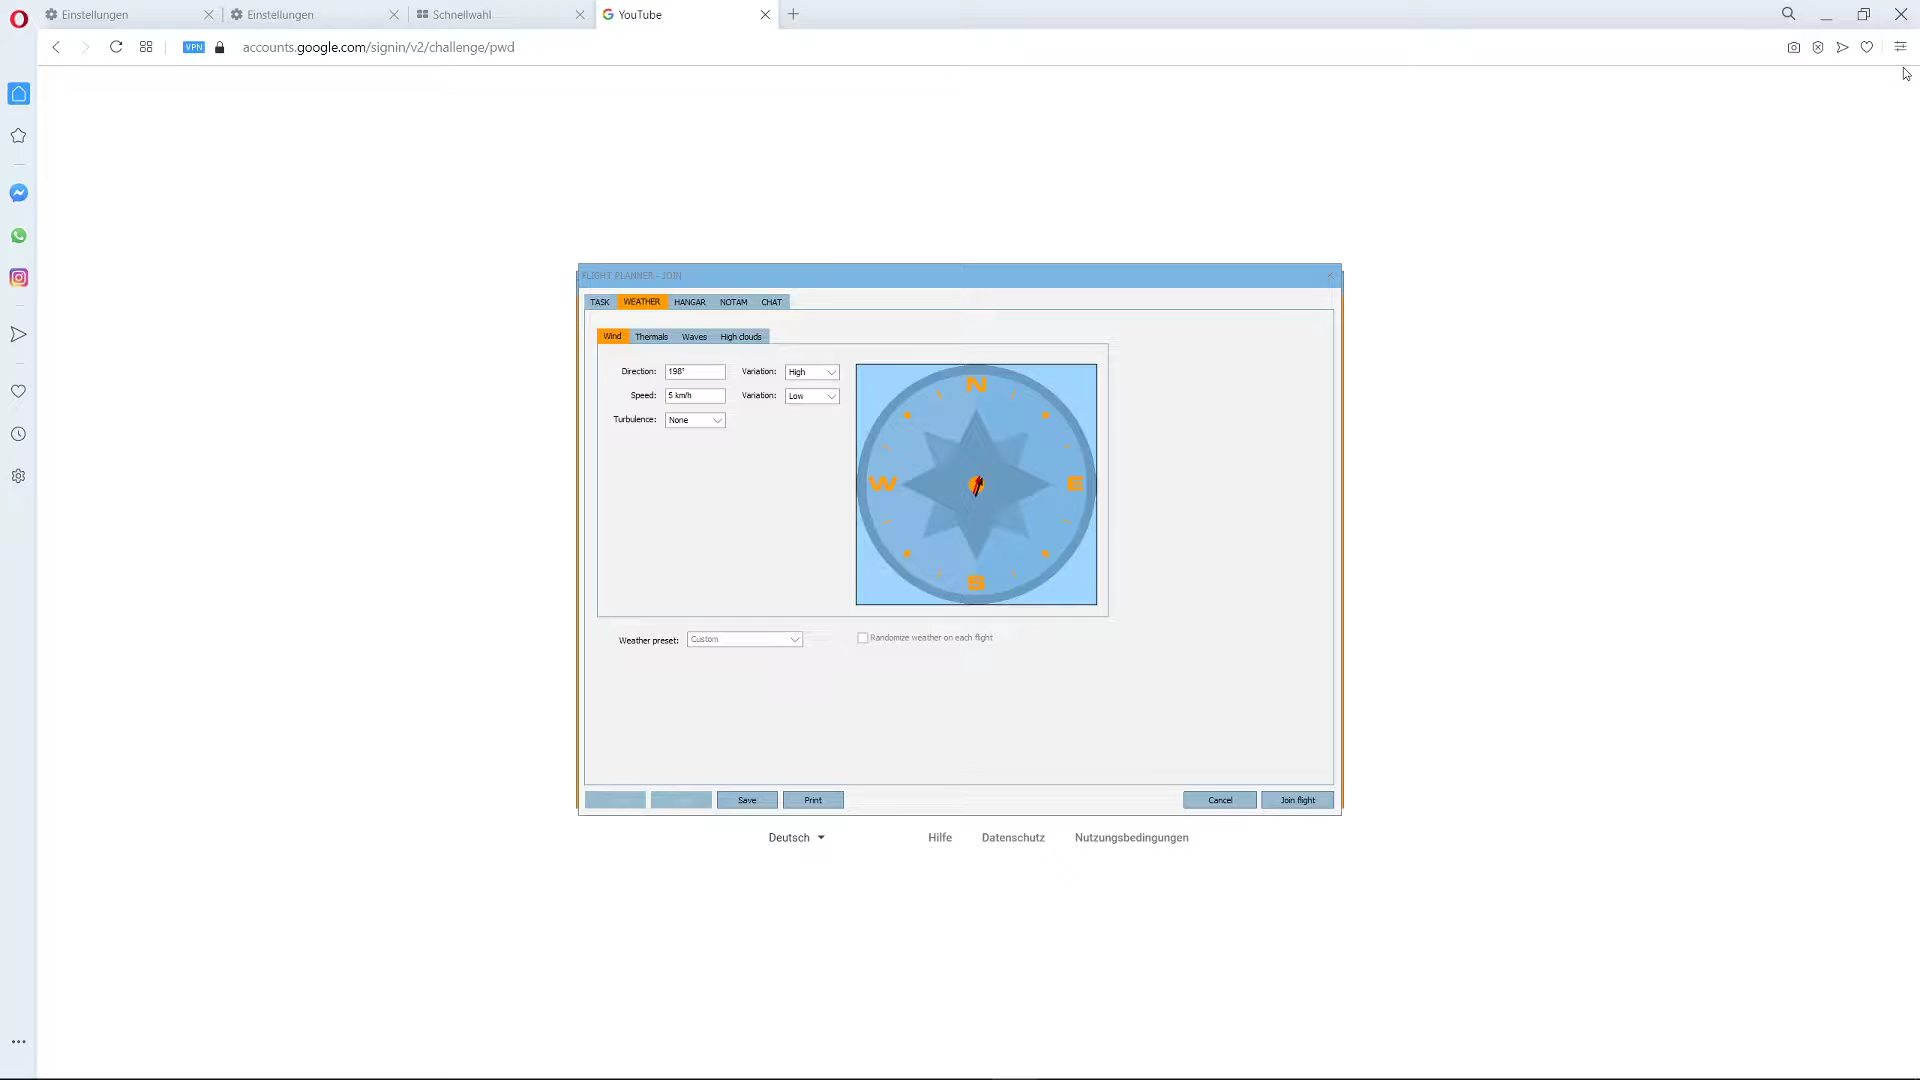 Einstellungen Einstellungen Schnellwahl YouTube
VPN accounts.google.com/signin/v2/challenge/pwd
FLIGHT PLANNER - JOIN
TASK WEATHER HANGAR NOTAM CHAT
Wind Thermals Waves High clouds
Direction: 198° Variation: High
Speed: 5 km/h Variation: Low
Turbulence: None
N
W E
S
Weather preset: Custom Randomize weather on each flight
Save Print Cancel Join flight
Deutsch Hilfe Datenschutz Nutzungsbedingungen